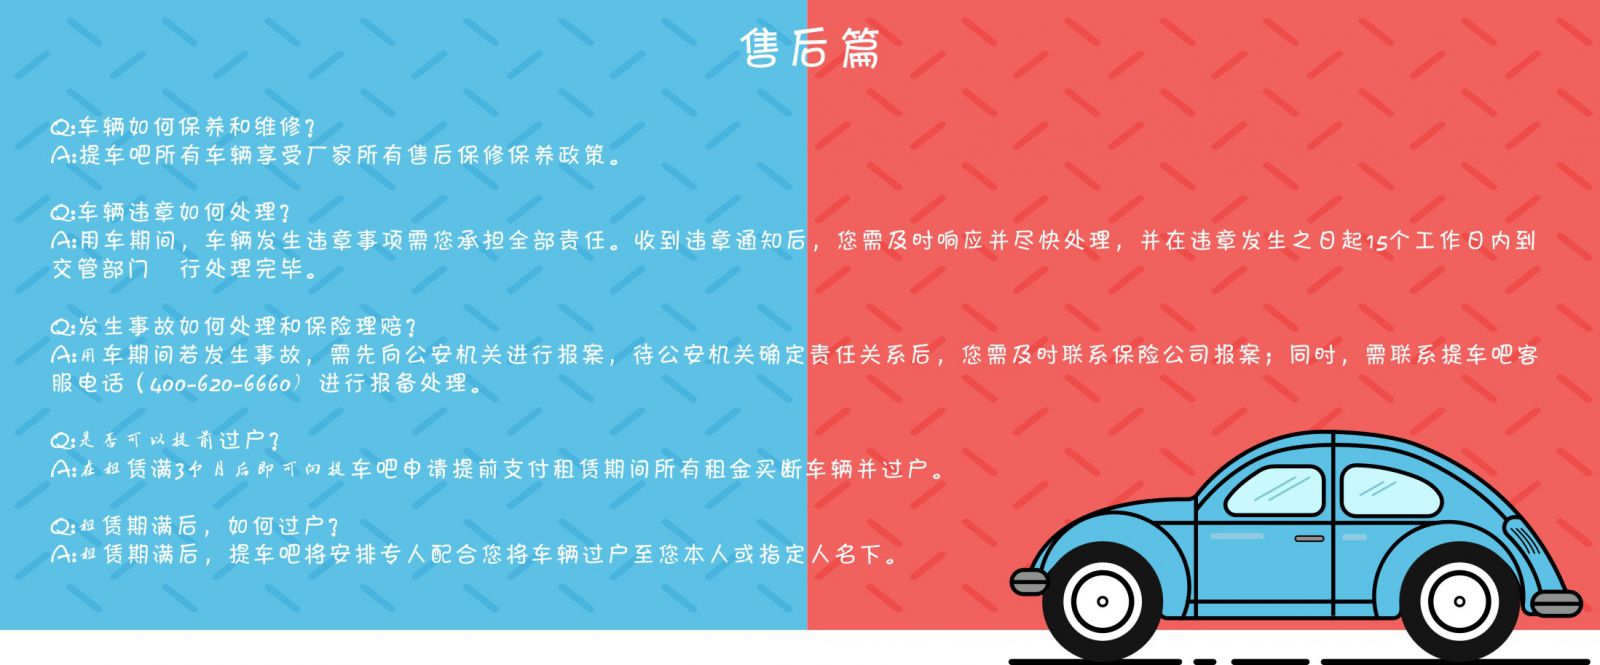 售后篇
Q:车辆如何保养和维修?
A:提车吧所有车辆享受厂家所有售后保修保养政策。
Q:车辆违章如何处理?
A:用车期间，车辆发生违章事项需您承担全部责任。收到违章通知后，您需及时响应并尽快处理，并在违章发生之日起15个工作日内到
交管部门 行处理完毕。
Q:发生事故如何处理和保险理赔?
A:用车期间若发生事故，需先向公安机关进行报案，待公安机关确定责任关系后，您需及时联系保险公司报案；同时，需联系提车吧客
服电话（400-620-6660）进行报备处理。
Q:是否可以提前过户?
A:在租赁满3个月后即可向提车吧申请提前支付租赁期间所有租金买断车辆并过户。
Q:租赁期满后，如何过户?
A:租赁期满后，提车吧将安排专人配合您将车辆过户至您本人或指定人名下。